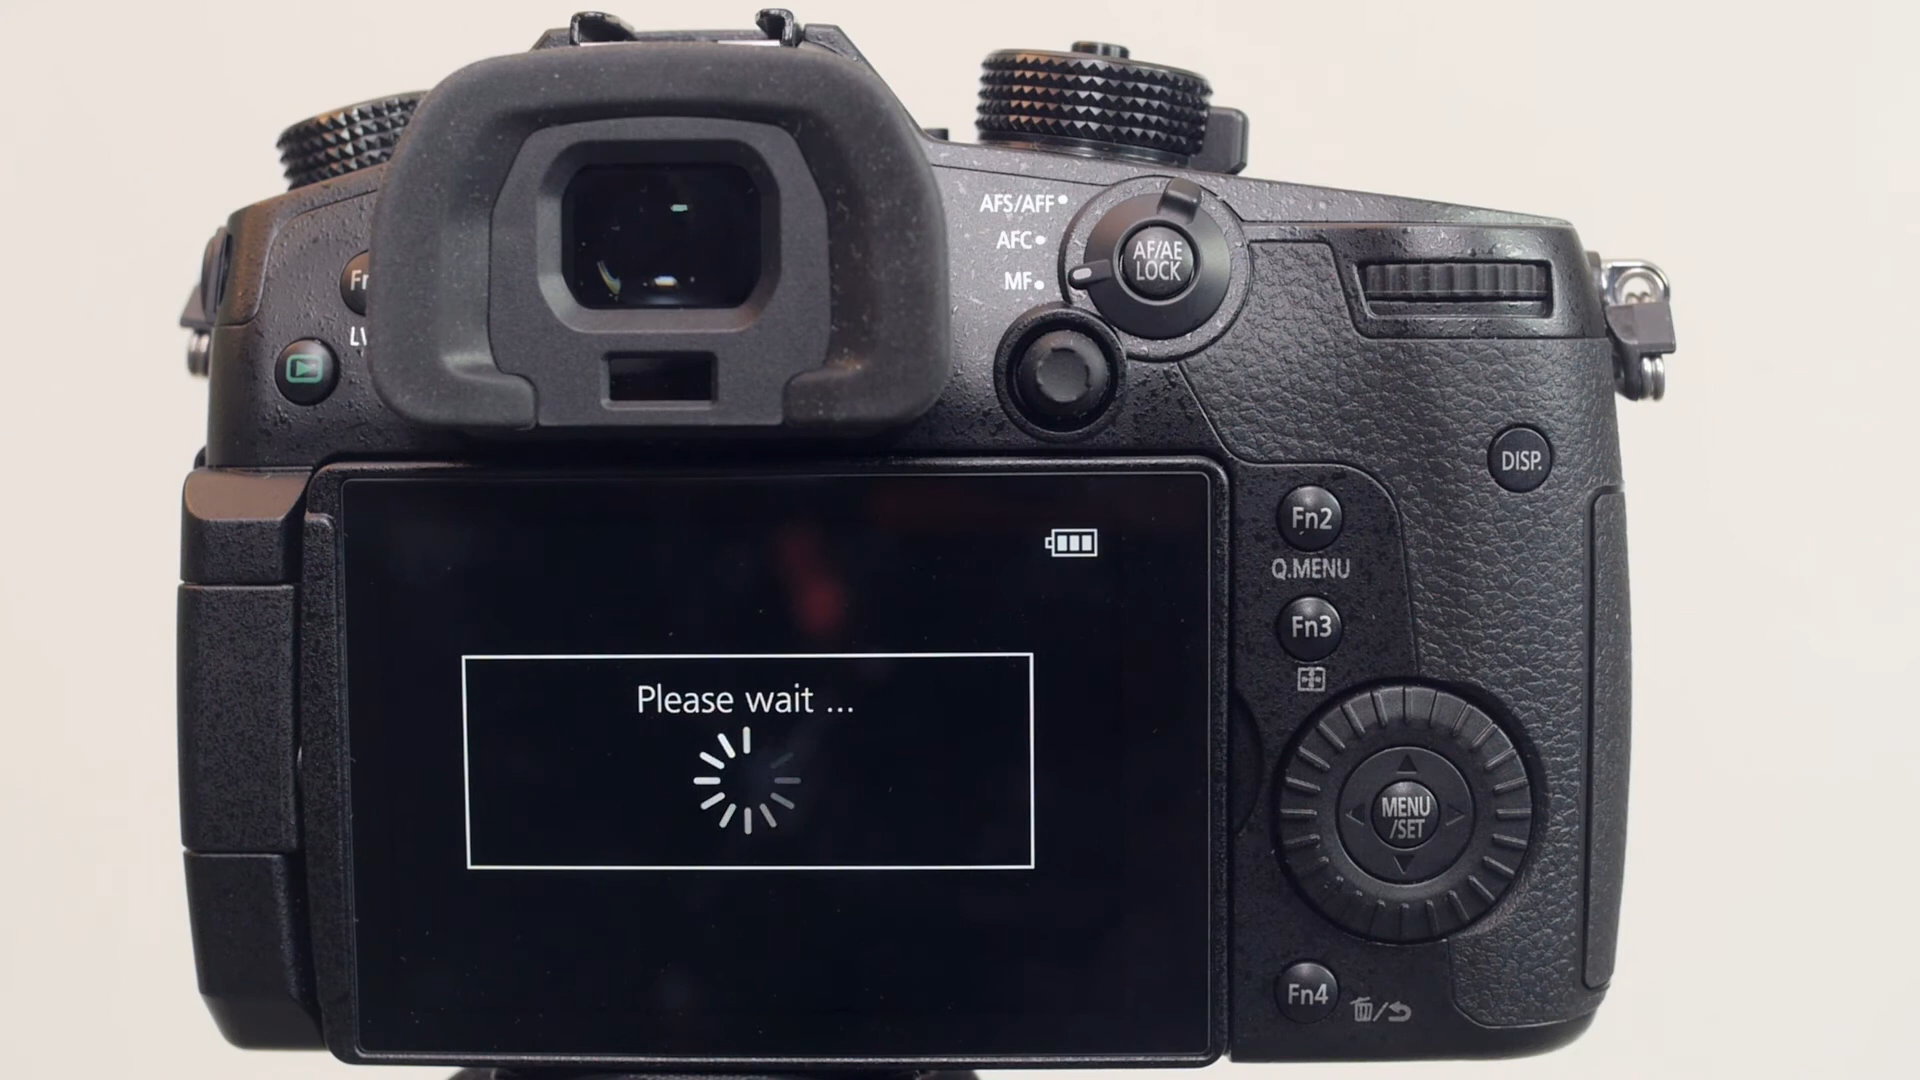 AFS/AFF
AFC
MF
AF/AE
LOCK
DISP.
Fn2
Q.MENU
Fn3
Please wait ...
MENU
/SET
Fn4